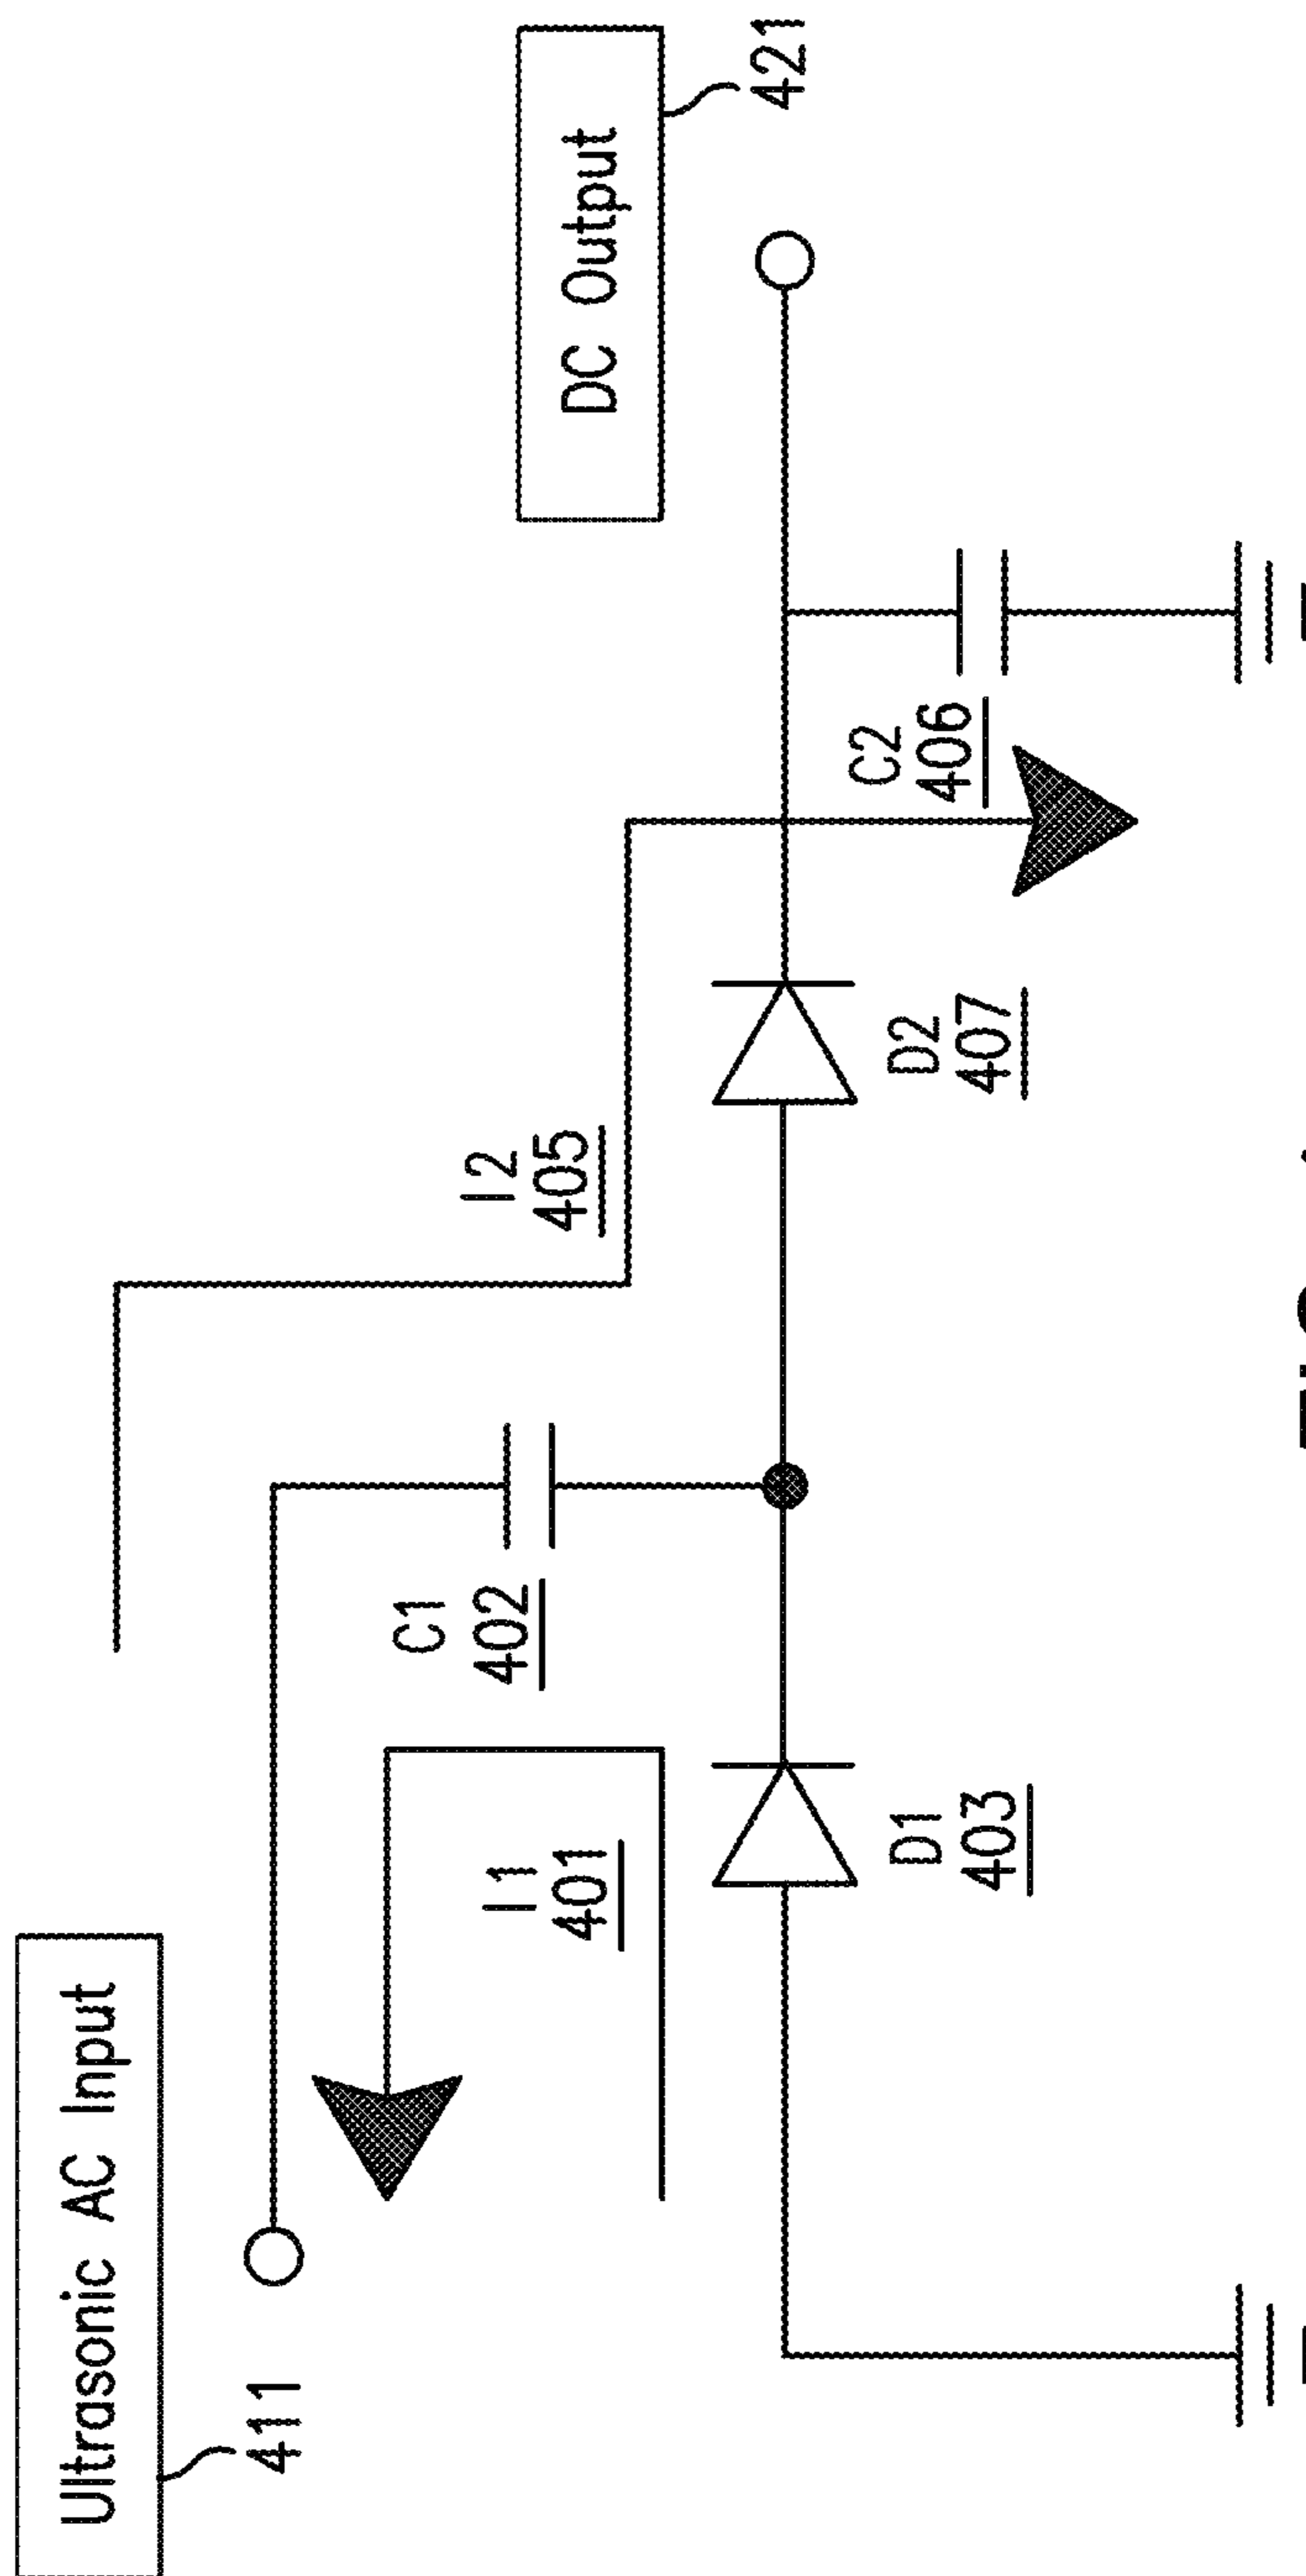 Ultrasonic AC Input
411
DC Output
421
I2
405
C1
402
I1
401
D1
403
D2
407
C2
406